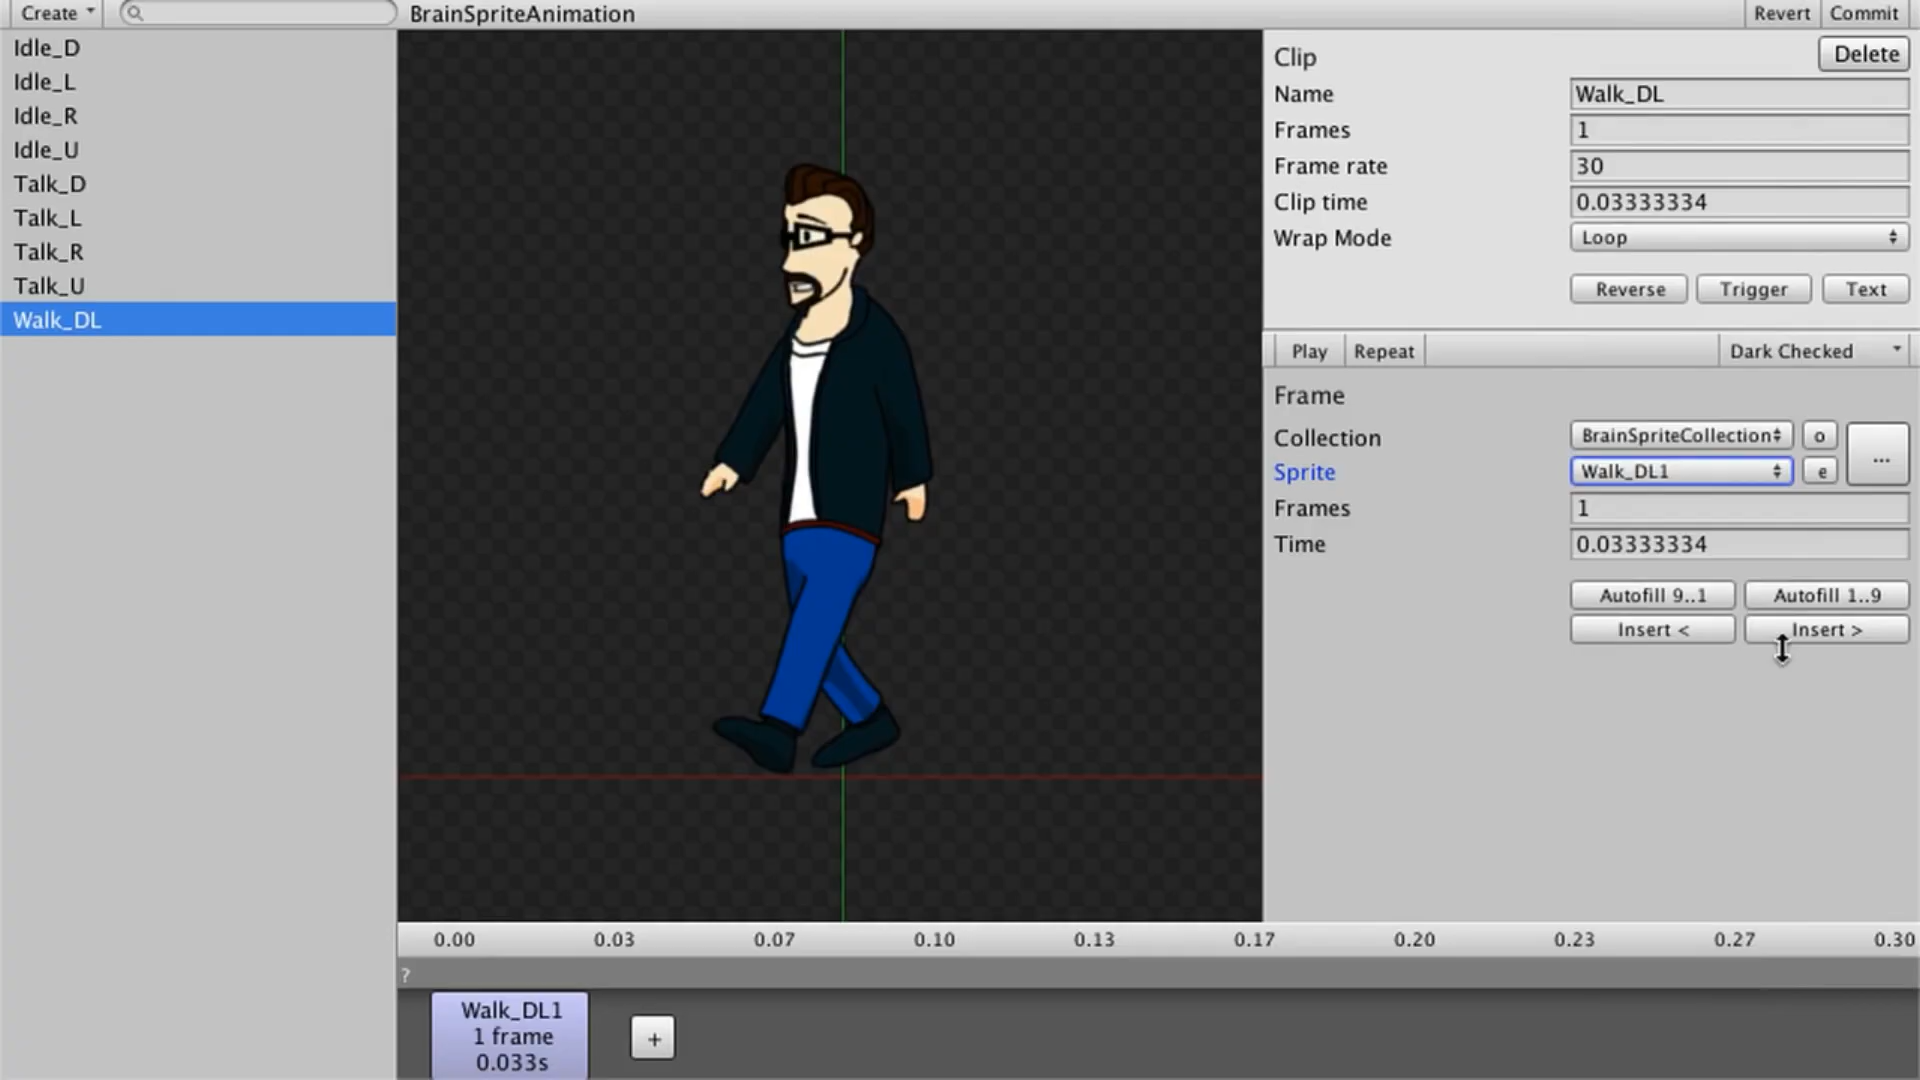 Create
BrainSpriteAnimation
Revert
Commit
Idle_D
Idle_L
Idle_R
Idle_U
Talk_D
Talk_L
Talk_R
Talk_U
Walk_DL
Clip
Delete
Name
Walk_DL
Frames
1
Frame rate
30
Clip time
0.03333334
Wrap Mode
Loop
Reverse
Trigger
Text
Play
Repeat
Dark Checked
Frame
Collection
BrainSpriteCollection
o
...
Sprite
Walk_DL1
e
Frames
1
Time
0.03333334
Autofill 9..1
Autofill 1..9
Insert <
Insert >
0.00 0.03 0.07 0.10 0.13 0.17 0.20 0.23 0.27 0.30
?
Walk_DL1
1 frame
0.033s
+